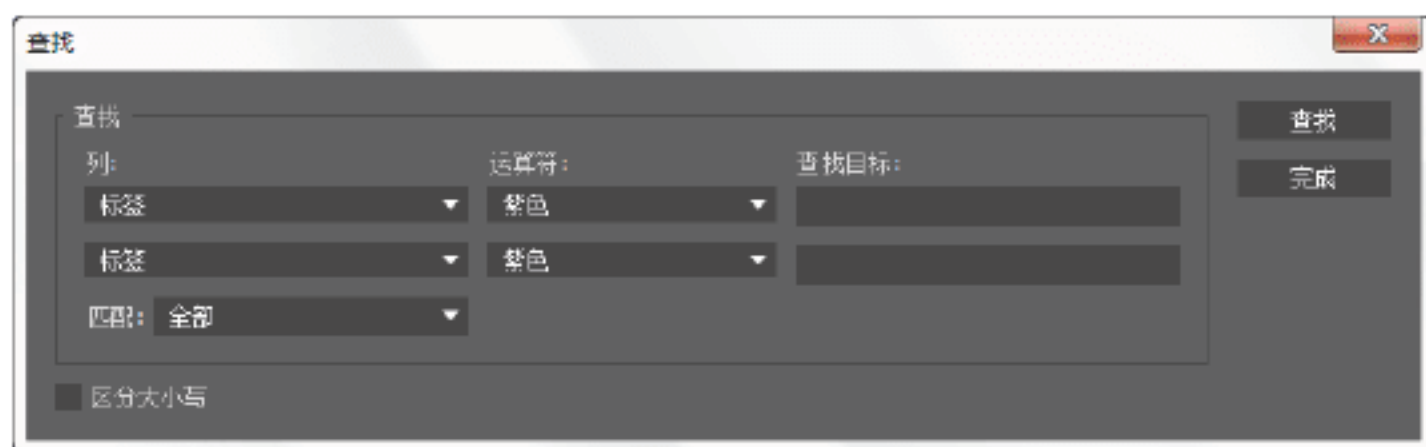 查找
查找
查找
列: 运算符: 查找目标:
完成
标签 紫色
标签 紫色
匹配: 全部
区分大小写